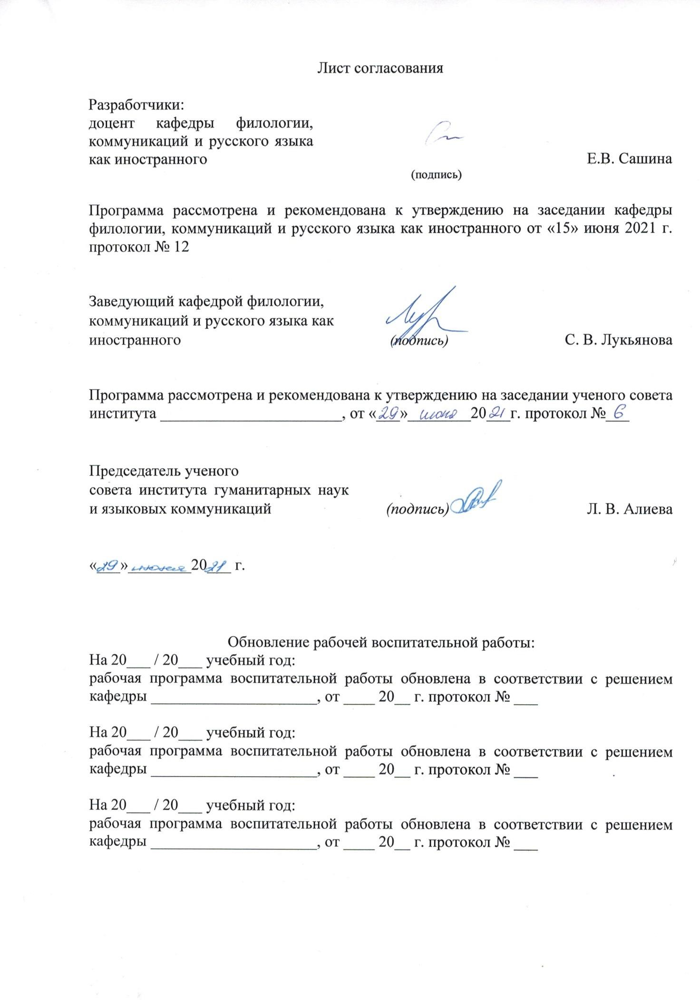 Лист согласования
Разработчики:
доцент кафедры филологии,
коммуникаций и русского языка
как иностранного Е.В. Сашина
(подпись)
Программа рассмотрена и рекомендована к утверждению на заседании кафедры
филологии, коммуникаций и русского языка как иностранного от «15» июня 2021 г.
протокол № 12
Заведующий кафедрой филологии,
коммуникаций и русского языка как
иностранного (подпись) С. В. Лукьянова
Программа рассмотрена и рекомендована к утверждению на заседании ученого совета
института _______________________, от «29» июня 2021 г. протокол № 6
Председатель ученого
совета института гуманитарных наук
и языковых коммуникаций (подпись) Л. В. Алиева
«29» июня 2021 г.
Обновление рабочей воспитательной работы:
На 20___ / 20___ учебный год:
рабочая программа воспитательной работы обновлена в соответствии с решением
кафедры _____________________, от ____ 20__ г. протокол № ___
На 20___ / 20___ учебный год:
рабочая программа воспитательной работы обновлена в соответствии с решением
кафедры _____________________, от ____ 20__ г. протокол № ___
На 20___ / 20___ учебный год:
рабочая программа воспитательной работы обновлена в соответствии с решением
кафедры _____________________, от ____ 20__ г. протокол № ___